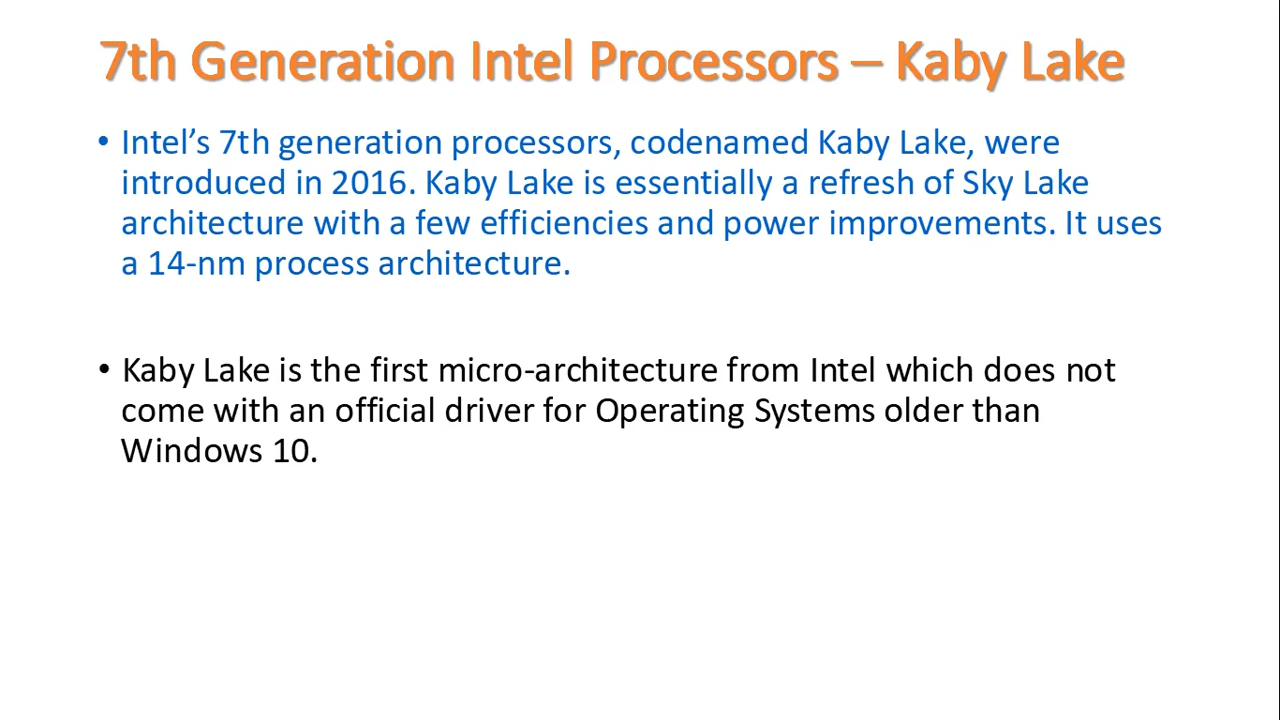 7th Generation Intel Processors – Kaby Lake
• Intel’s 7th generation processors, codenamed Kaby Lake, were
introduced in 2016. Kaby Lake is essentially a refresh of Sky Lake
architecture with a few efficiencies and power improvements. It uses
a 14-nm process architecture.
• Kaby Lake is the first micro-architecture from Intel which does not
come with an official driver for Operating Systems older than
Windows 10.